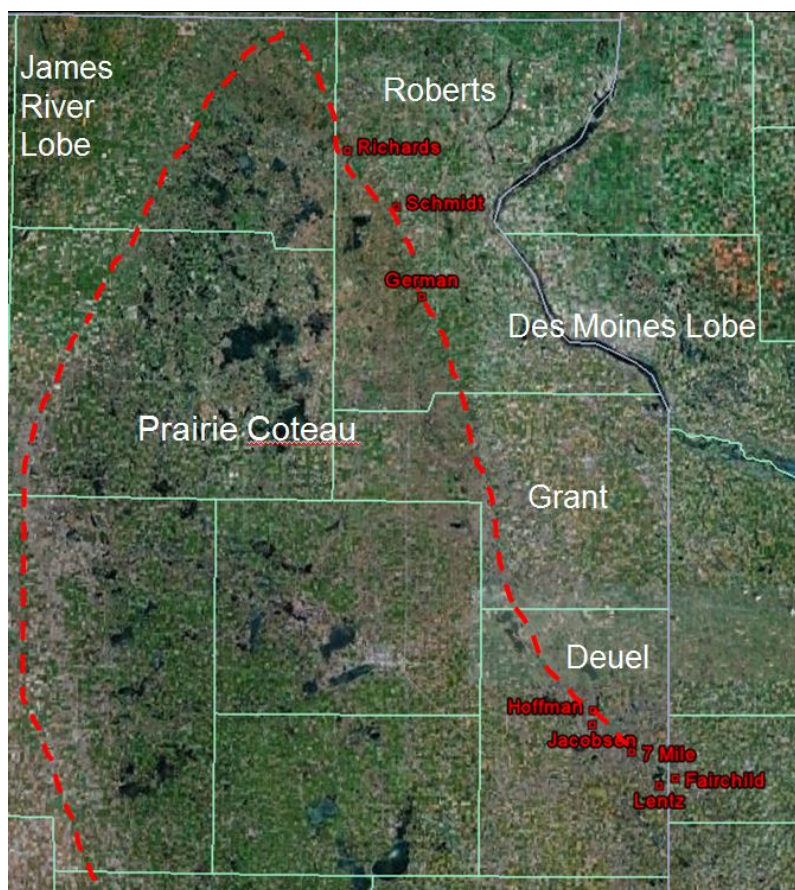 James
River
Lobe
Roberts
Richards
Schmidt
German
Des Moines Lobe
Prairie Coteau
Grant
Deuel
Hoffman
Jacobsen
7 Mile
Fairchild
Lentz